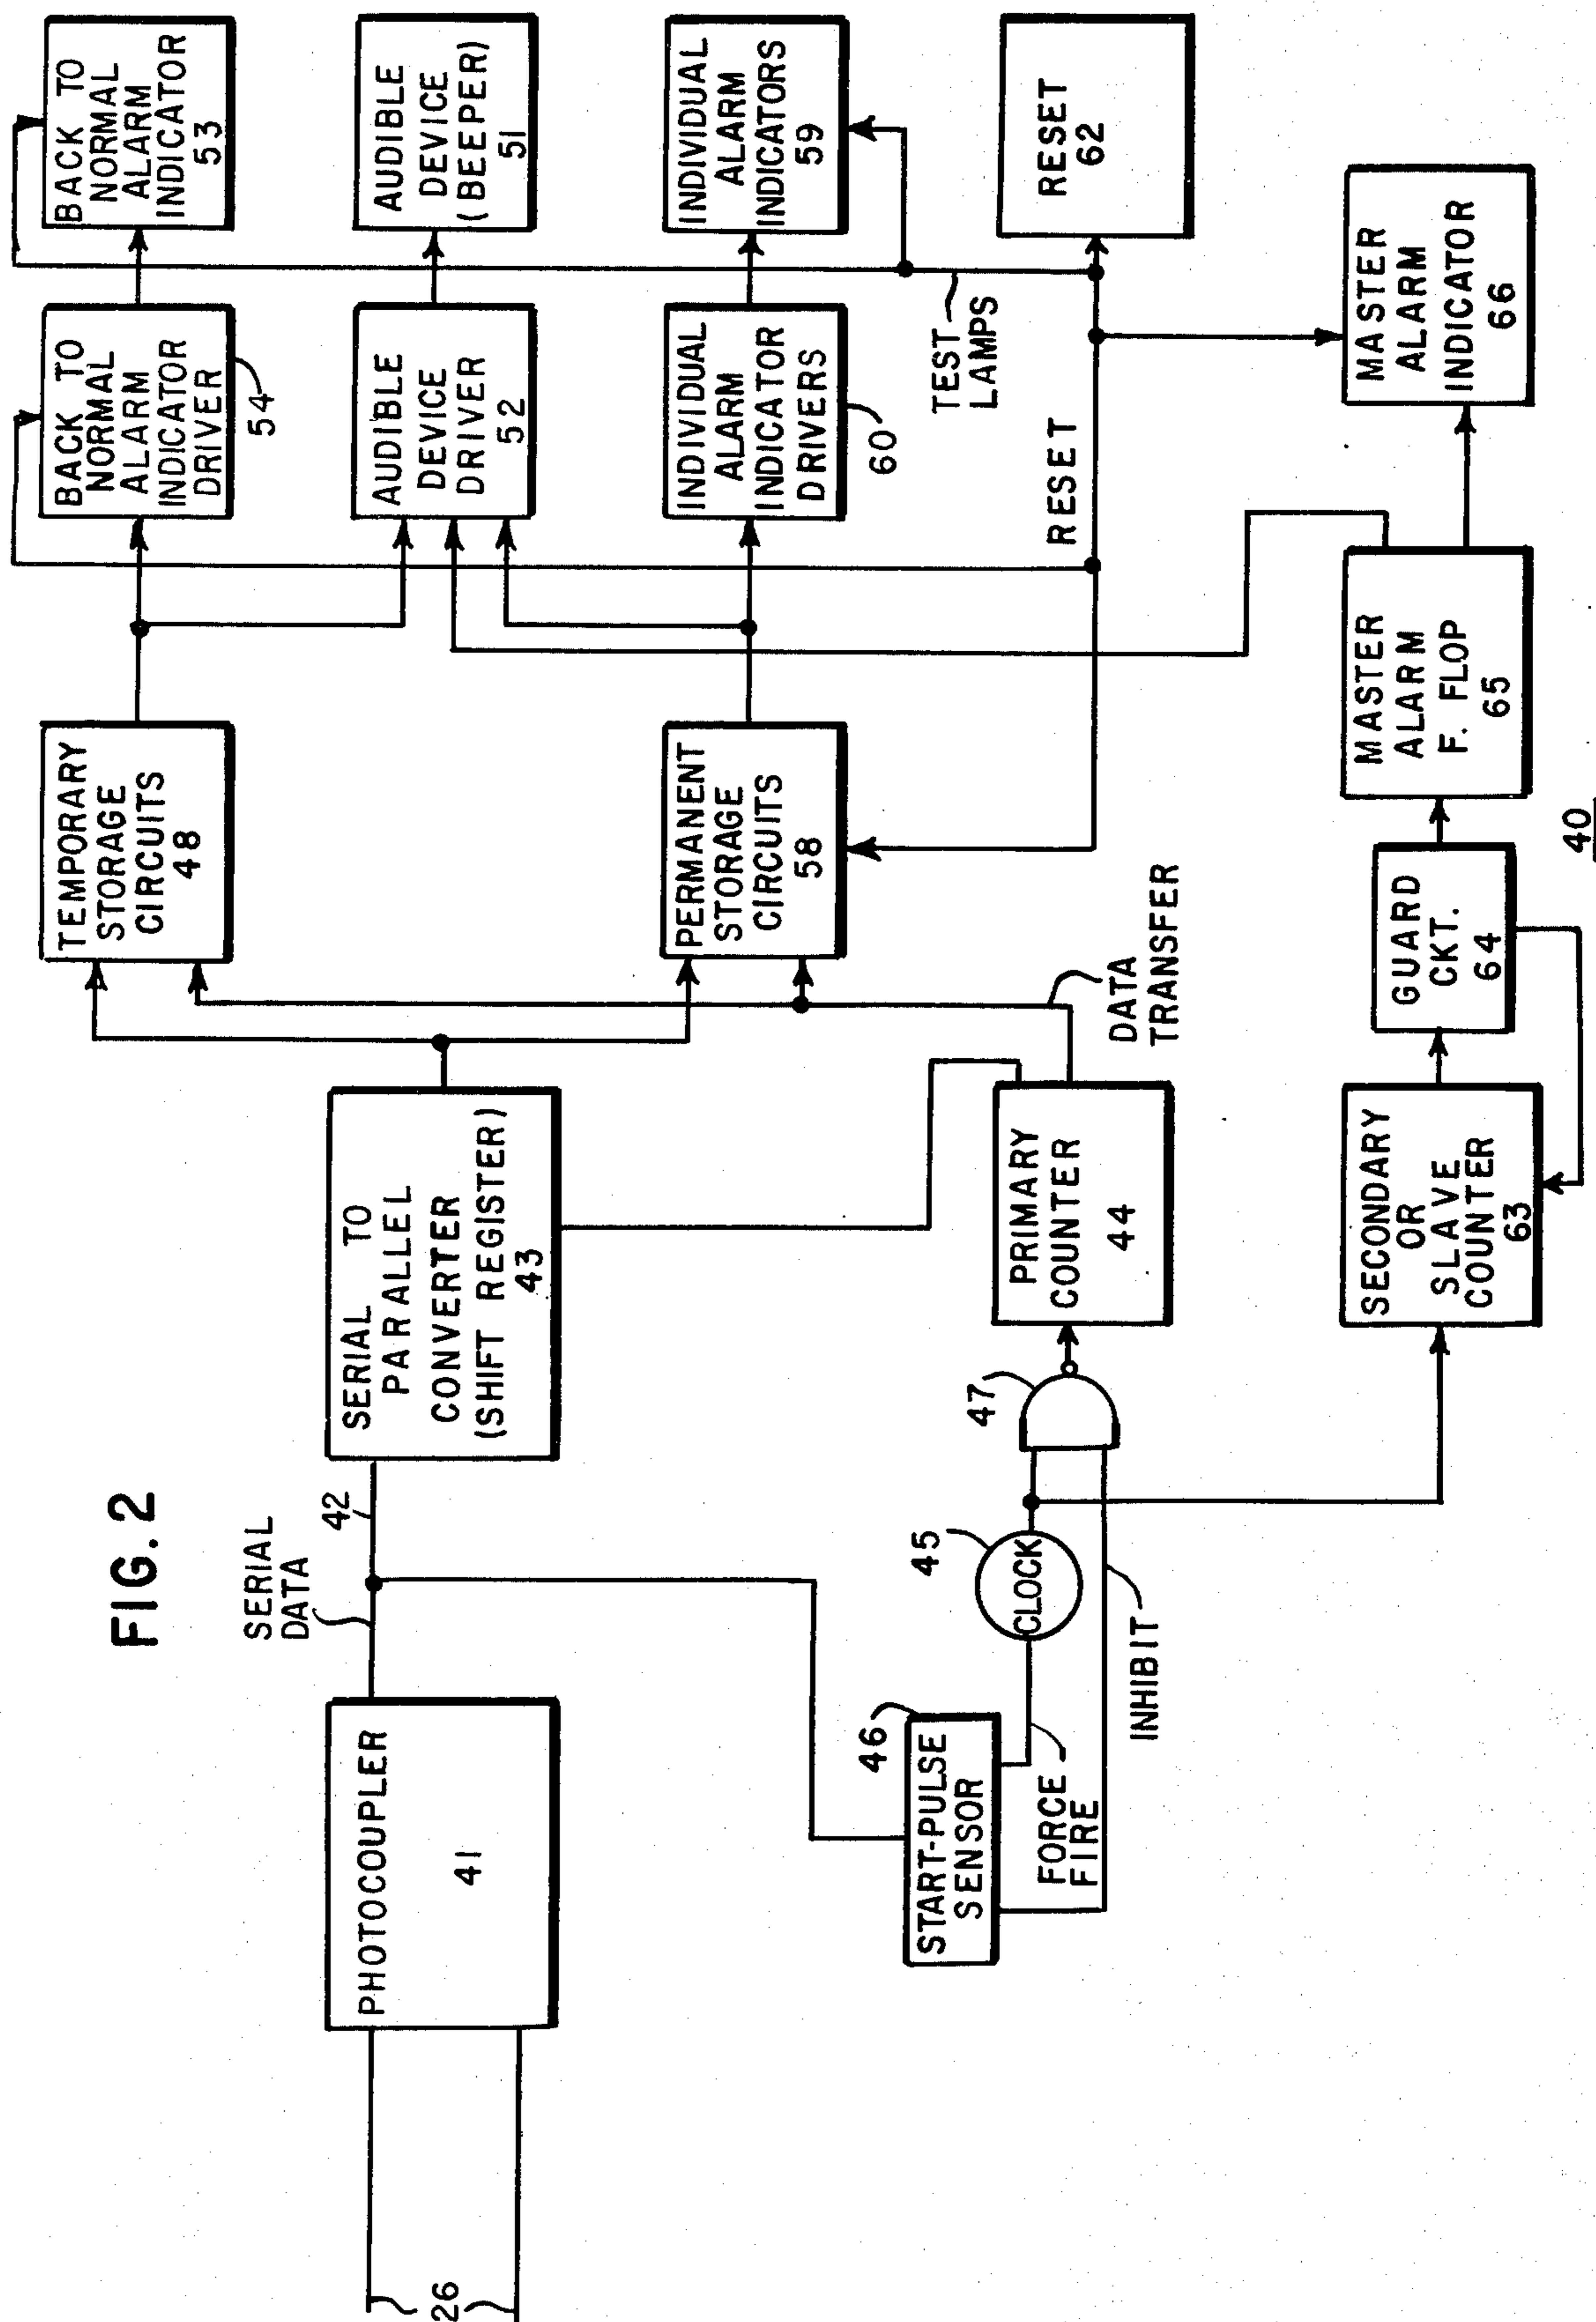 FIG. 2
26
PHOTOCOUPLER
41
SERIAL
DATA
42
SERIAL TO
PARALLEL
CONVERTER
(SHIFT REGISTER)
43
START-PULSE
SENSOR
46
FORCE
FIRE
INHIBIT
CLOCK
45
47
PRIMARY
COUNTER
44
DATA
TRANSFER
TEMPORARY
STORAGE
CIRCUITS
48
PERMANENT
STORAGE
CIRCUITS
58
BACK TO
NORMAL
ALARM
INDICATOR
DRIVER
54
BACK TO
NORMAL
ALARM
INDICATOR
53
AUDIBLE
DEVICE
DRIVER
52
AUDIBLE
DEVICE
(BEEPER)
51
INDIVIDUAL
ALARM
INDICATOR
DRIVERS
60
INDIVIDUAL
ALARM
INDICATORS
59
TEST
LAMPS
RESET
RESET
62
SECONDARY
OR
SLAVE
COUNTER
63
GUARD
CKT.
64
MASTER
ALARM
F. FLOP
65
MASTER
ALARM
INDICATOR
66
40